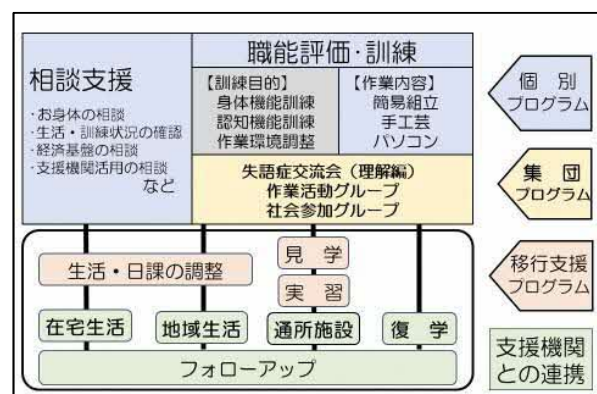 相談支援
・お身体の相談
・生活・訓練状況の確認
・経済基盤の相談
・支援機関活用の相談
など
職能評価・訓練
【訓練目的】
身体機能訓練
認知機能訓練
作業環境調整
【作業内容】
簡易組立
手工芸
パソコン
失語症交流会（理解編）
作業活動グループ
社会参加グループ
個別
プログラム
集団
プログラム
生活・日課の調整
見学
実習
移行支援
プログラム
在宅生活
地域生活
通所施設
復学
フォローアップ
支援機関
との連携